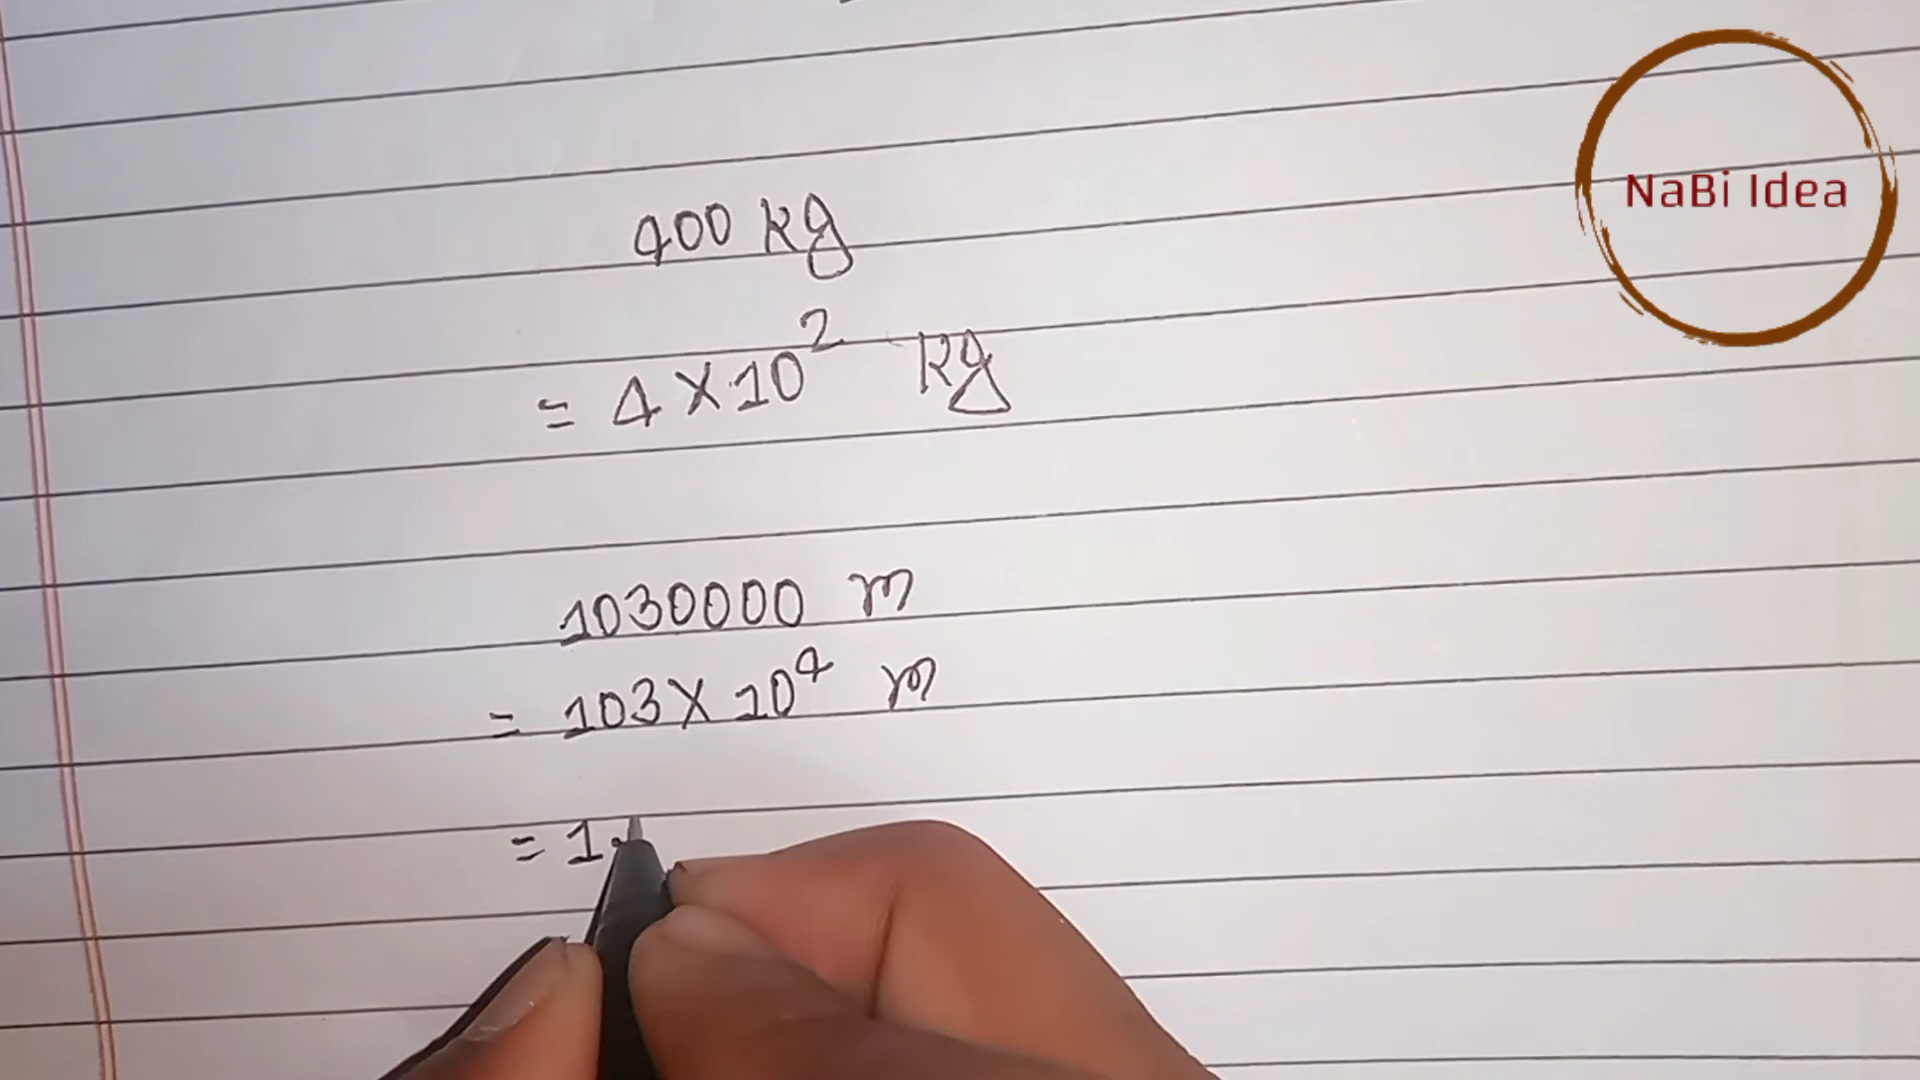 NaBi Idea
400 kg
= 4 × 10² kg
1030000 m
= 103 × 10⁴ m
= 1.